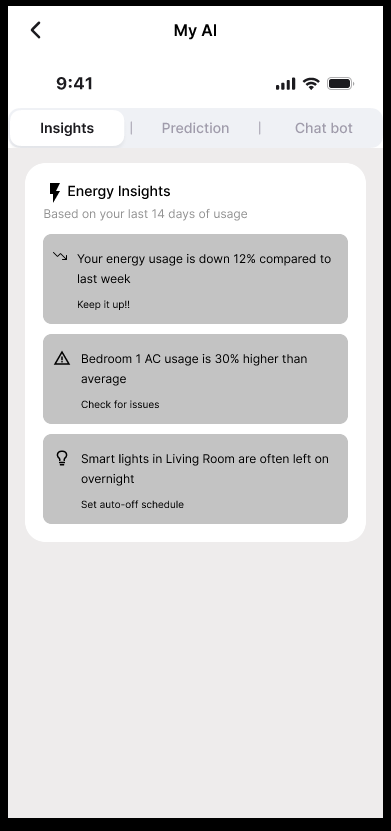 My AI
9:41
Insights | Prediction | Chat bot
Energy Insights
Based on your last 14 days of usage
Your energy usage is down 12% compared to
last week
Keep it up!!
Bedroom 1 AC usage is 30% higher than
average
Check for issues
Smart lights in Living Room are often left on
overnight
Set auto-off schedule